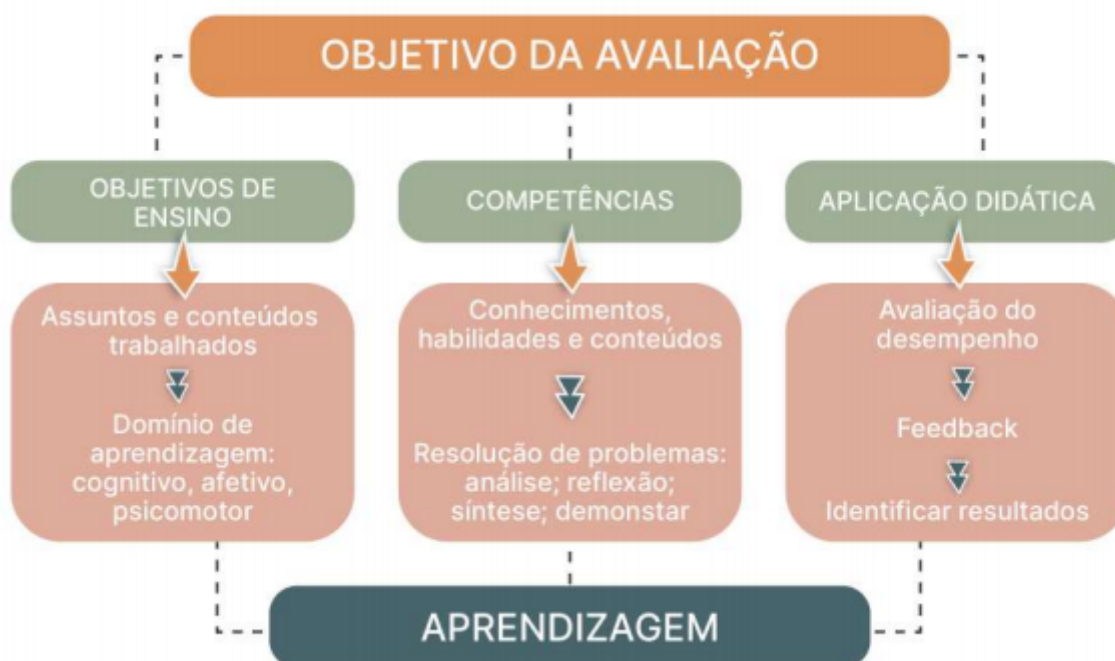 OBJETIVO DA AVALIAÇÃO
OBJETIVOS DE
ENSINO
COMPETÊNCIAS
APLICAÇÃO DIDÁTICA
Assuntos e conteúdos
trabalhados
Domínio de
aprendizagem:
cognitivo, afetivo,
psicomotor
Conhecimentos,
habilidades e conteúdos
Resolução de problemas:
análise; reflexão;
síntese; demonstar
Avaliação do
desempenho
Feedback
Identificar resultados
APRENDIZAGEM